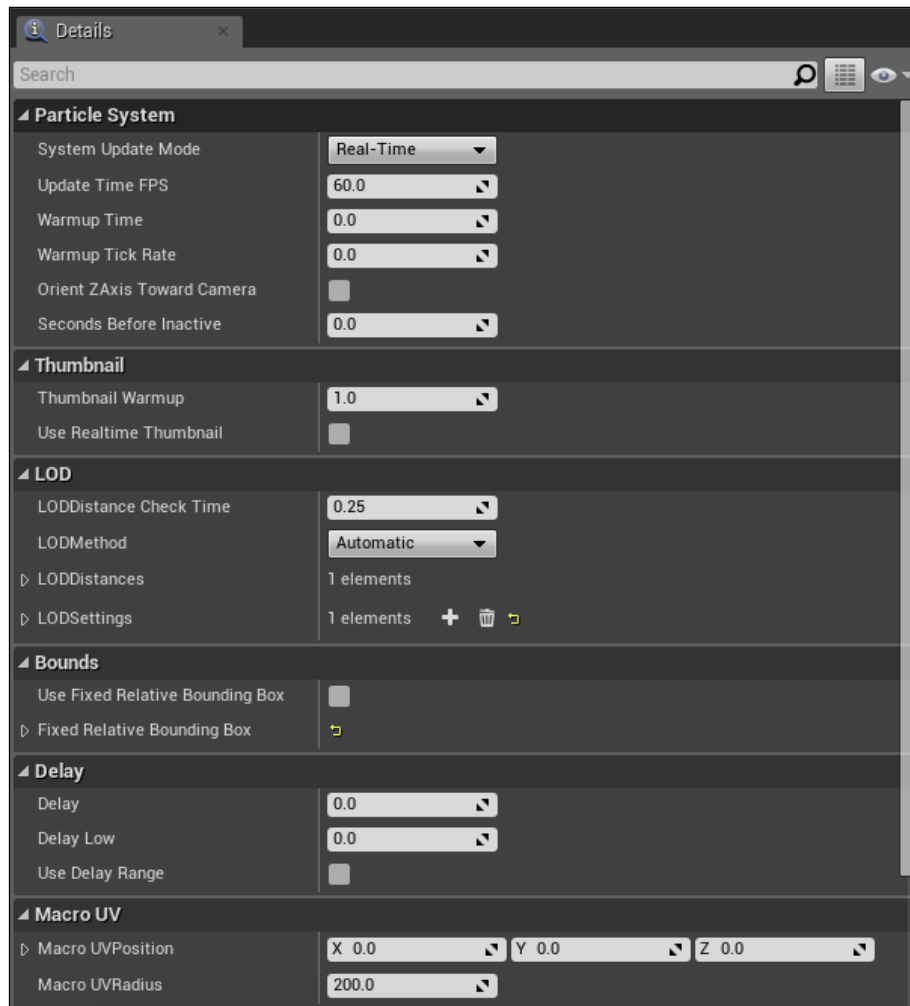 Details
Search
Particle System
System Update Mode Real-Time
Update Time FPS 60.0
Warmup Time 0.0
Warmup Tick Rate 0.0
Orient ZAxis Toward Camera
Seconds Before Inactive 0.0
Thumbnail
Thumbnail Warmup 1.0
Use Realtime Thumbnail
LOD
LODDistance Check Time 0.25
LODMethod Automatic
LODDistances 1 elements
LODSettings 1 elements
Bounds
Use Fixed Relative Bounding Box
Fixed Relative Bounding Box
Delay
Delay 0.0
Delay Low 0.0
Use Delay Range
Macro UV
Macro UVPosition X 0.0 Y 0.0 Z 0.0
Macro UVRadius 200.0